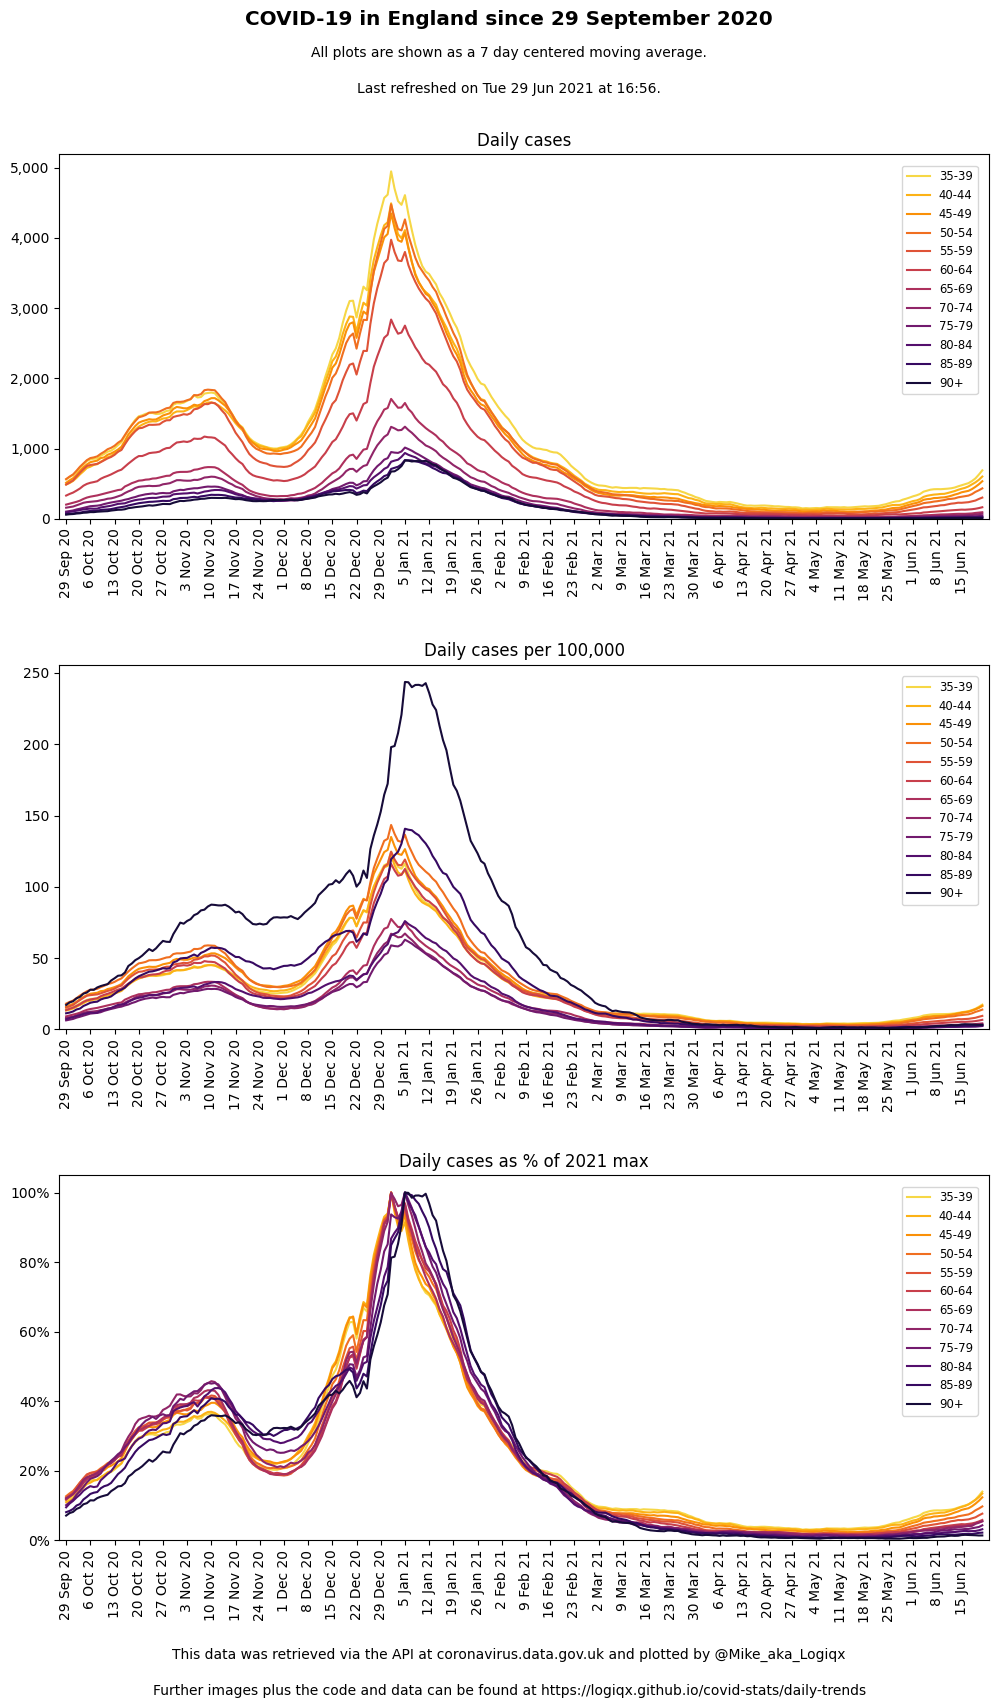 COVID-19 in England since 29 September 2020
All plots are shown as a 7 day centered moving average.
Last refreshed on Tue 29 Jun 2021 at 16:56.
Daily cases
5,000
4,000
3,000
2,000
1,000
0
35-39
40-44
45-49
50-54
55-59
60-64
65-69
70-74
75-79
80-84
85-89
90+
29 Sep 20
6 Oct 20
13 Oct 20
20 Oct 20
27 Oct 20
3 Nov 20
10 Nov 20
17 Nov 20
24 Nov 20
1 Dec 20
8 Dec 20
15 Dec 20
22 Dec 20
29 Dec 20
5 Jan 21
12 Jan 21
19 Jan 21
26 Jan 21
2 Feb 21
9 Feb 21
16 Feb 21
23 Feb 21
2 Mar 21
9 Mar 21
16 Mar 21
23 Mar 21
30 Mar 21
6 Apr 21
13 Apr 21
20 Apr 21
27 Apr 21
4 May 21
11 May 21
18 May 21
25 May 21
1 Jun 21
8 Jun 21
15 Jun 21
Daily cases per 100,000
250
200
150
100
50
0
35-39
40-44
45-49
50-54
55-59
60-64
65-69
70-74
75-79
80-84
85-89
90+
29 Sep 20
6 Oct 20
13 Oct 20
20 Oct 20
27 Oct 20
3 Nov 20
10 Nov 20
17 Nov 20
24 Nov 20
1 Dec 20
8 Dec 20
15 Dec 20
22 Dec 20
29 Dec 20
5 Jan 21
12 Jan 21
19 Jan 21
26 Jan 21
2 Feb 21
9 Feb 21
16 Feb 21
23 Feb 21
2 Mar 21
9 Mar 21
16 Mar 21
23 Mar 21
30 Mar 21
6 Apr 21
13 Apr 21
20 Apr 21
27 Apr 21
4 May 21
11 May 21
18 May 21
25 May 21
1 Jun 21
8 Jun 21
15 Jun 21
Daily cases as % of 2021 max
100%
80%
60%
40%
20%
0%
35-39
40-44
45-49
50-54
55-59
60-64
65-69
70-74
75-79
80-84
85-89
90+
29 Sep 20
6 Oct 20
13 Oct 20
20 Oct 20
27 Oct 20
3 Nov 20
10 Nov 20
17 Nov 20
24 Nov 20
1 Dec 20
8 Dec 20
15 Dec 20
22 Dec 20
29 Dec 20
5 Jan 21
12 Jan 21
19 Jan 21
26 Jan 21
2 Feb 21
9 Feb 21
16 Feb 21
23 Feb 21
2 Mar 21
9 Mar 21
16 Mar 21
23 Mar 21
30 Mar 21
6 Apr 21
13 Apr 21
20 Apr 21
27 Apr 21
4 May 21
11 May 21
18 May 21
25 May 21
1 Jun 21
8 Jun 21
15 Jun 21
This data was retrieved via the API at coronavirus.data.gov.uk and plotted by @Mike_aka_Logiqx
Further images plus the code and data can be found at https://logiqx.github.io/covid-stats/daily-trends